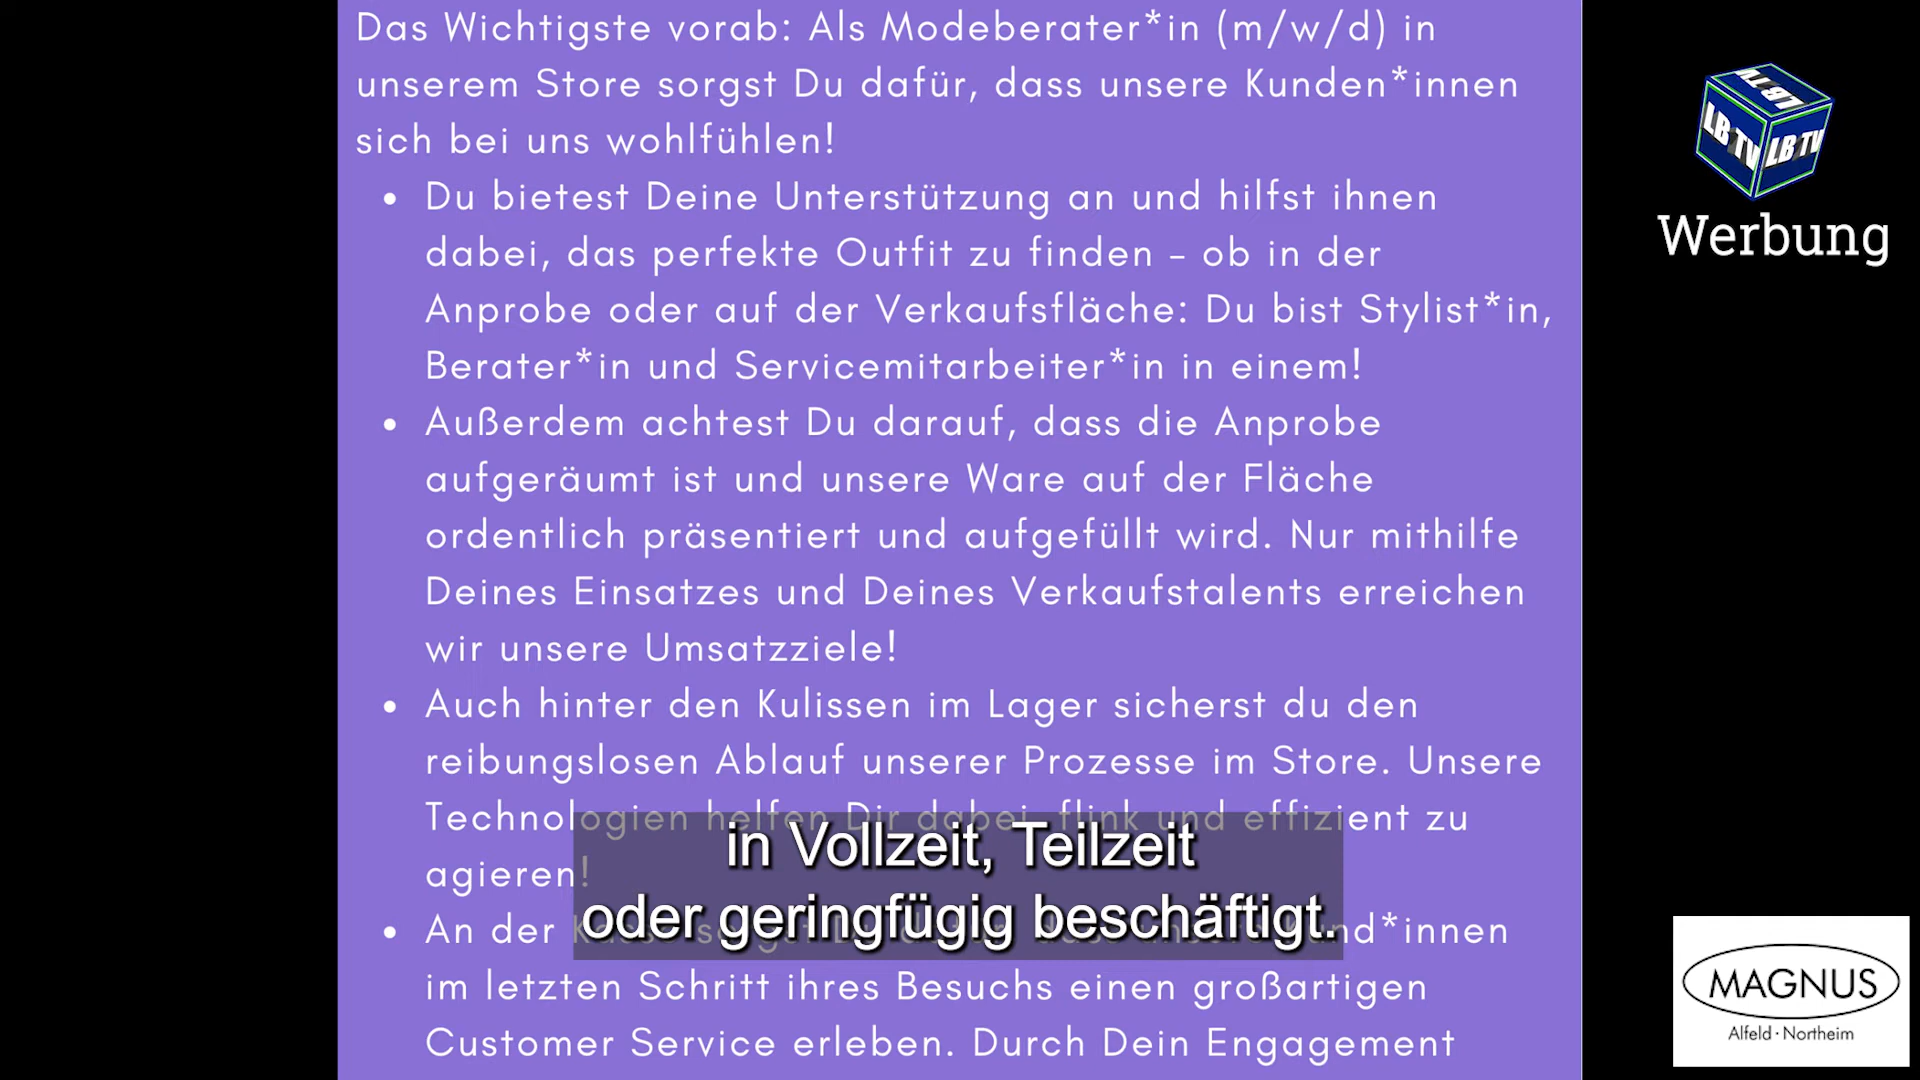 Das Wichtigste vorab: Als Modeberater*in (m/w/d) in
unserem Store sorgst Du dafür, dass unsere Kunden*innen
sich bei uns wohlfühlen!
• Du bietest Deine Unterstützung an und hilfst ihnen
dabei, das perfekte Outfit zu finden – ob in der
Anprobe oder auf der Verkaufsfläche: Du bist Stylist*in,
Berater*in und Servicemitarbeiter*in in einem!
• Außerdem achtest Du darauf, dass die Anprobe
aufgeräumt ist und unsere Ware auf der Fläche
ordentlich präsentiert und aufgefüllt wird. Nur mithilfe
Deines Einsatzes und Deines Verkaufstalents erreichen
wir unsere Umsatzziele!
• Auch hinter den Kulissen im Lager sicherst du den
reibungslosen Ablauf unserer Prozesse im Store. Unsere
Technologien helfen Dir dabei, flink und effizient zu
agieren!
• An der
im letzten Schritt ihres Besuchs einen großartigen
Customer Service erleben. Durch Dein Engagement
in Vollzeit, Teilzeit
oder geringfügig beschäftigt.
LB TV
LB TV
LB TV
Werbung
MAGNUS
Alfeld · Northeim